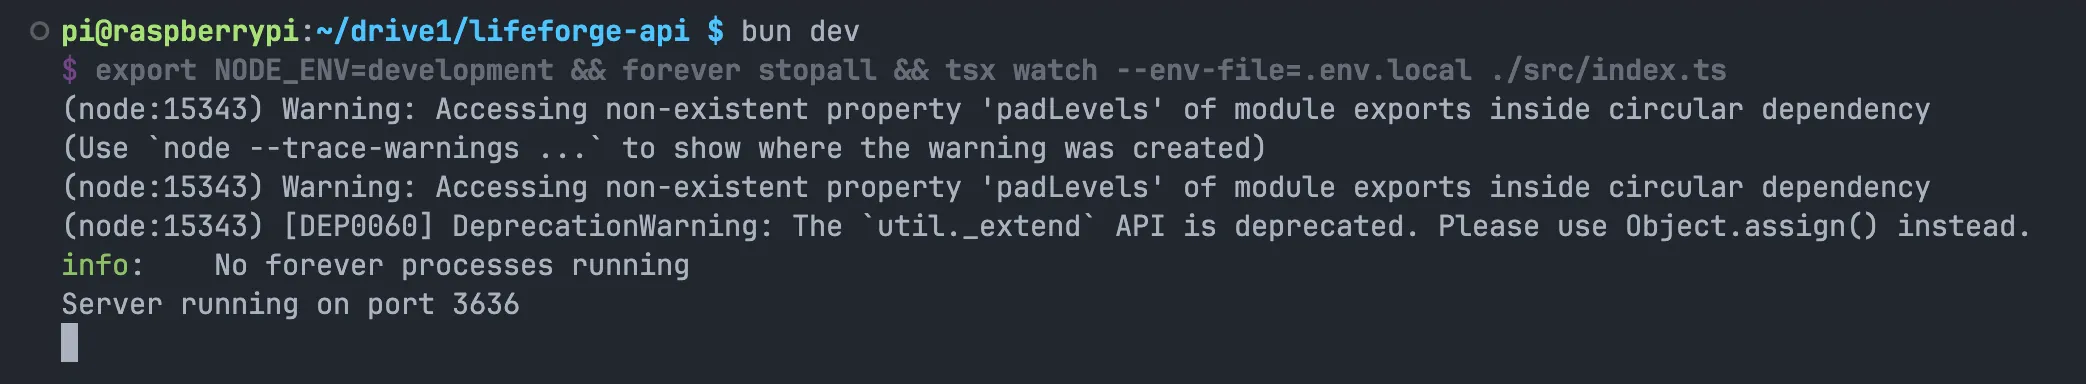 pi@raspberrypi:~/drive1/lifeforge-api $ bun dev
$ export NODE_ENV=development && forever stopall && tsx watch --env-file=.env.local ./src/index.ts
(node:15343) Warning: Accessing non-existent property 'padLevels' of module exports inside circular dependency
(Use `node --trace-warnings ...` to show where the warning was created)
(node:15343) Warning: Accessing non-existent property 'padLevels' of module exports inside circular dependency
(node:15343) [DEP0060] DeprecationWarning: The `util._extend` API is deprecated. Please use Object.assign() instead.
info:    No forever processes running
Server running on port 3636